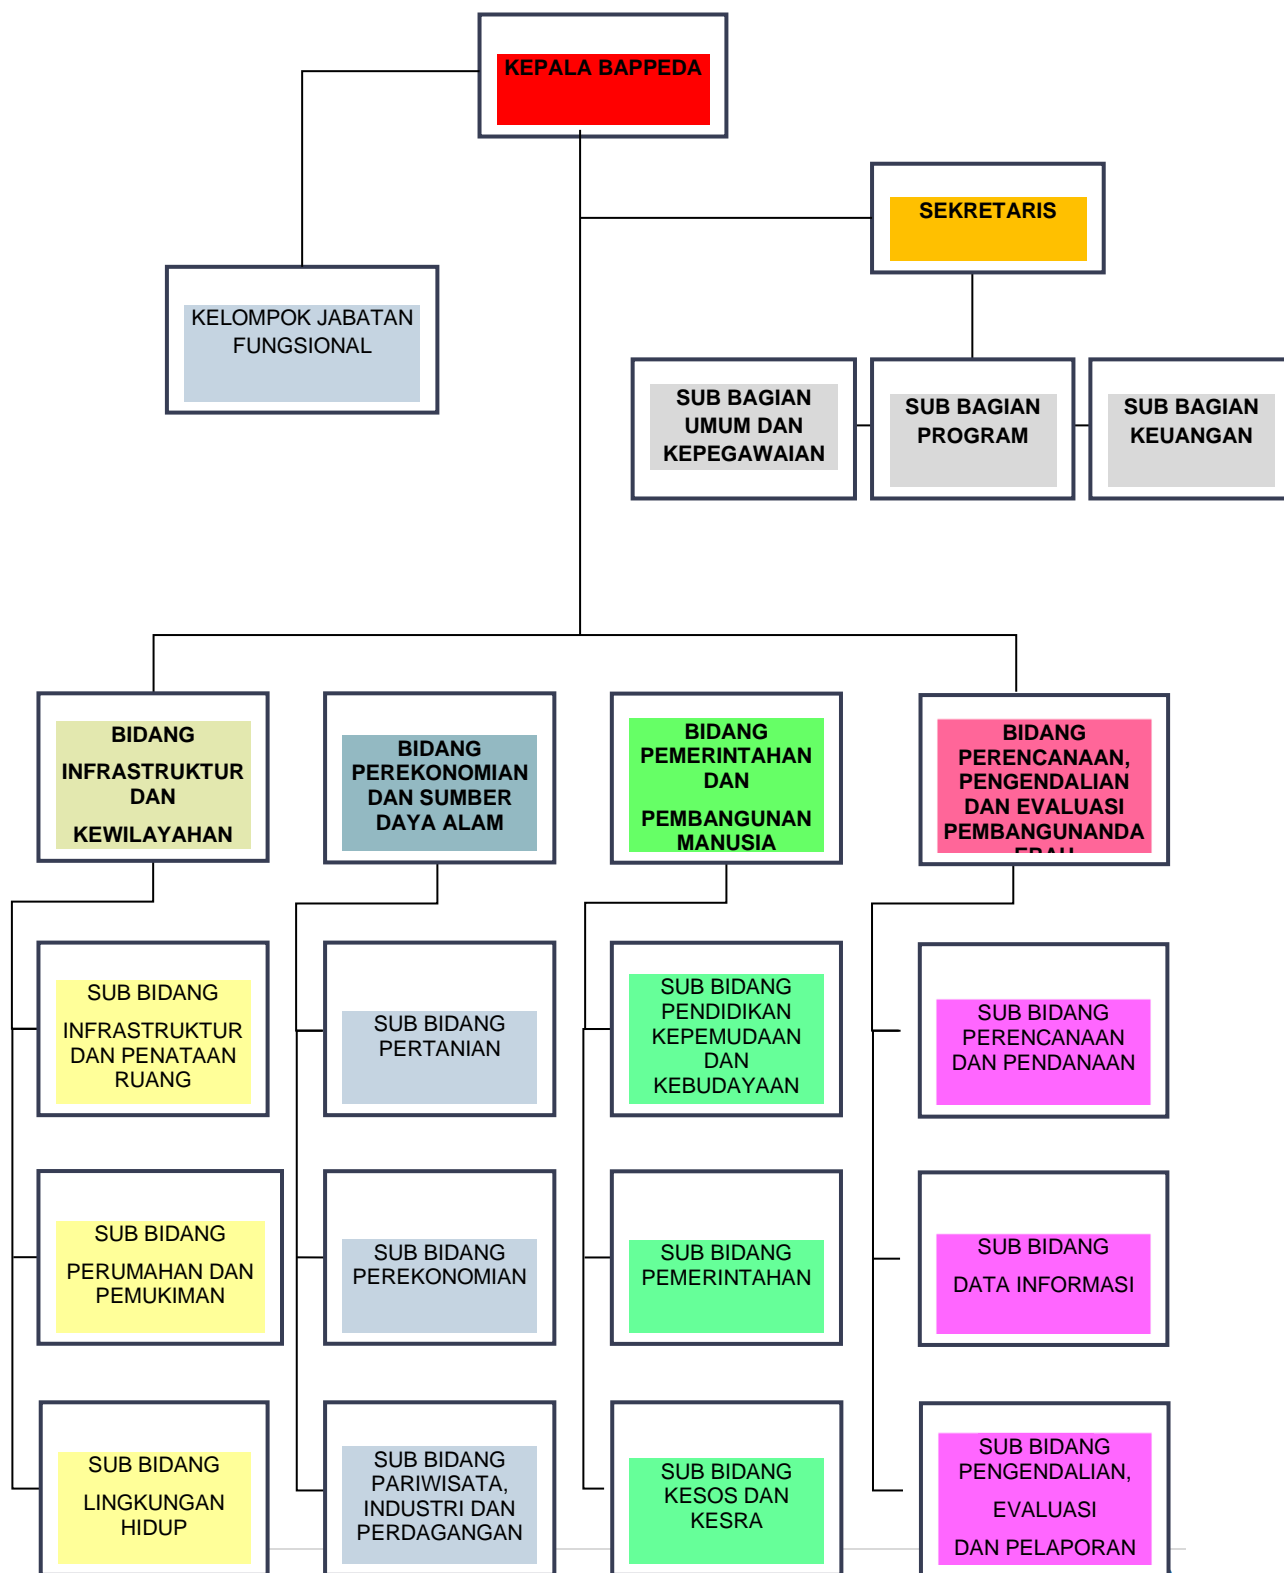 KEPALA BAPPEDA
SEKRETARIS
KELOMPOK JABATAN
FUNGSIONAL
SUB BAGIAN
UMUM DAN
KEPEGAWAIAN
SUB BAGIAN
PROGRAM
SUB BAGIAN
KEUANGAN
BIDANG
INFRASTRUKTUR
DAN
KEWILAYAHAN
BIDANG
PEREKONOMIAN
DAN SUMBER
DAYA ALAM
BIDANG
PEMERINTAHAN
DAN
PEMBANGUNAN
MANUSIA
BIDANG
PERENCANAAN,
PENGENDALIAN
DAN EVALUASI
PEMBANGUNANDA
ERAH
SUB BIDANG
INFRASTRUKTUR
DAN PENATAAN
RUANG
SUB BIDANG
PERTANIAN
SUB BIDANG
PENDIDIKAN
KEPEMUDAAN
DAN
KEBUDAYAAN
SUB BIDANG
PERENCANAAN
DAN PENDANAAN
SUB BIDANG
PERUMAHAN DAN
PEMUKIMAN
SUB BIDANG
PEREKONOMIAN
SUB BIDANG
PEMERINTAHAN
SUB BIDANG
DATA INFORMASI
SUB BIDANG
LINGKUNGAN
HIDUP
SUB BIDANG
PARIWISATA,
INDUSTRI DAN
PERDAGANGAN
SUB BIDANG
KESOS DAN
KESRA
SUB BIDANG
PENGENDALIAN,
EVALUASI
DAN PELAPORAN